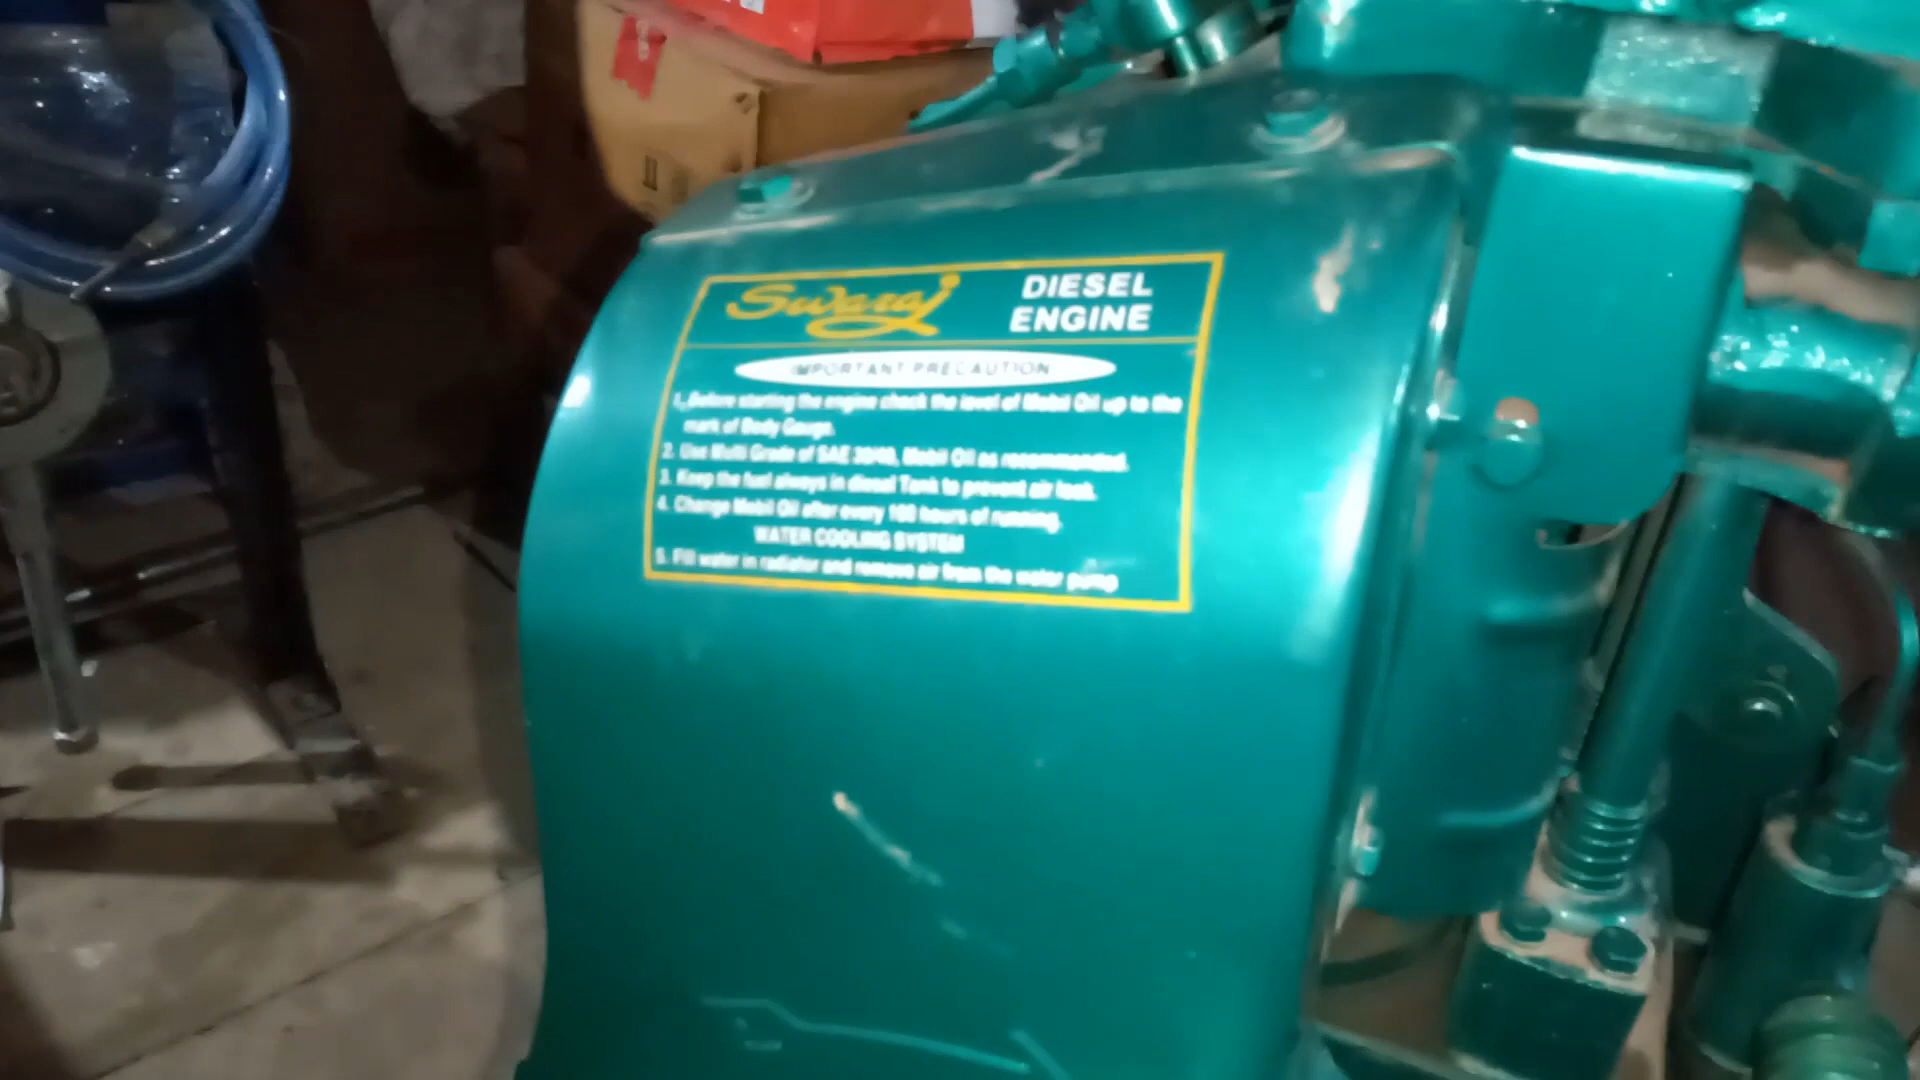 Swaraj
DIESEL
ENGINE
IMPORTANT PRECAUTION
1. Before starting the engine check the level of Mobil Oil up to the
mark of Body Gauge.
2. Use Multi Grade of SAE 30/40, Mobil Oil as recommended.
3. Keep the fuel always in diesel Tank to prevent air lock.
4. Change Mobil Oil after every 100 hours of running.
WATER COOLING SYSTEM
5. Fill water in radiator and remove air from the water pump